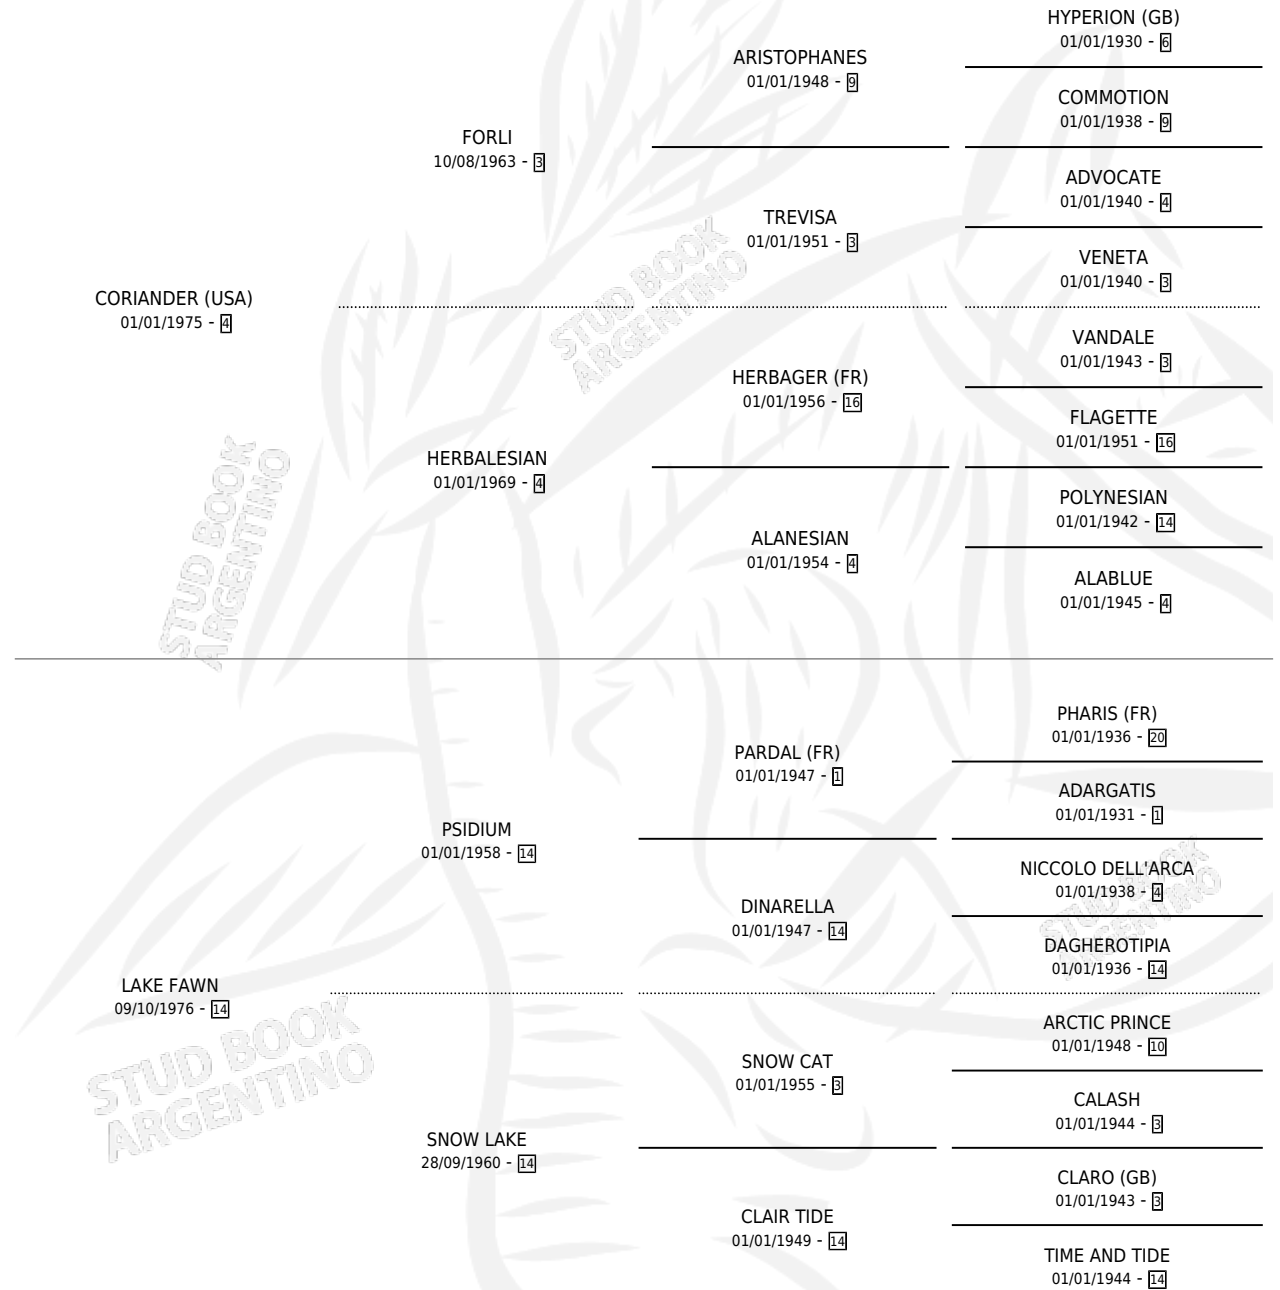 HYPERION (GB)
01/01/1930 - 6
ARISTOPHANES
01/01/1948 - 9
COMMOTION
01/01/1938 - 9
FORLI
10/08/1963 - 3
ADVOCATE
01/01/1940 - 4
TREVISA
01/01/1951 - 3
VENETA
01/01/1940 - 3
CORIANDER (USA)
01/01/1975 - 4
VANDALE
01/01/1943 - 3
HERBAGER (FR)
01/01/1956 - 16
FLAGETTE
01/01/1951 - 16
HERBALESIAN
01/01/1969 - 4
POLYNESIAN
01/01/1942 - 14
ALANESIAN
01/01/1954 - 4
ALABLUE
01/01/1945 - 4
PHARIS (FR)
01/01/1936 - 20
PARDAL (FR)
01/01/1947 - 1
ADARGATIS
01/01/1931 - 1
PSIDIUM
01/01/1958 - 14
NICCOLO DELL'ARCA
01/01/1938 - 4
DINARELLA
01/01/1947 - 14
DAGHEROTIPIA
01/01/1936 - 14
LAKE FAWN
09/10/1976 - 14
ARCTIC PRINCE
01/01/1948 - 10
SNOW CAT
01/01/1955 - 3
CALASH
01/01/1944 - 3
SNOW LAKE
28/09/1960 - 14
CLARO (GB)
01/01/1943 - 3
CLAIR TIDE
01/01/1949 - 14
TIME AND TIDE
01/01/1944 - 14
STUD BOOK
ARGENTINO
STUD BOOK
ARGENTINO
STUD BOOK
ARGENTINO
STUD BOOK
ARGENTINO